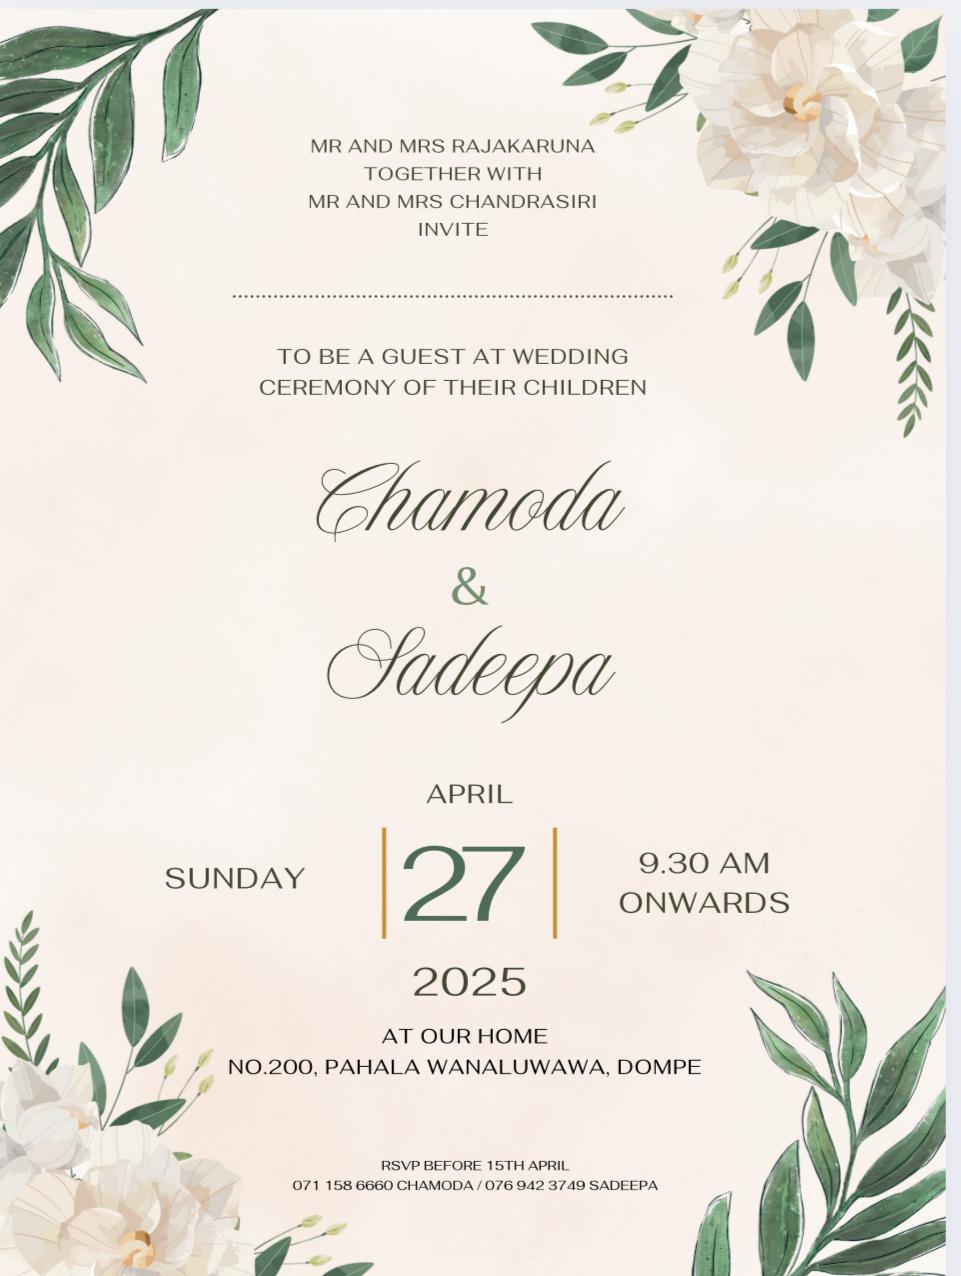 MR AND MRS RAJAKARUNA
TOGETHER WITH
MR AND MRS CHANDRASIRI
INVITE
................................................................................
TO BE A GUEST AT WEDDING
CEREMONY OF THEIR CHILDREN
Chamoda
&
Sadeepa
APRIL
SUNDAY
27
9.30 AM
ONWARDS
2025
AT OUR HOME
NO.200, PAHALA WANALUWAWA, DOMPE
RSVP BEFORE 15TH APRIL
071 158 6660 CHAMODA / 076 942 3749 SADEEPA